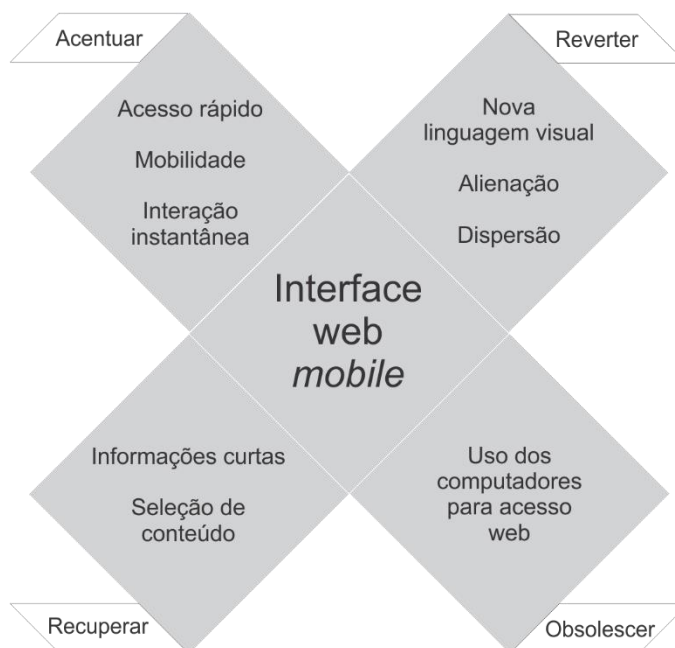 Acentuar
Reverter
Acesso rápido
Mobilidade
Interação
instantânea
Nova
linguagem visual
Alienação
Dispersão
Interface
web
mobile
Informações curtas
Seleção de
conteúdo
Uso dos
computadores
para acesso
web
Recuperar
Obsolescer